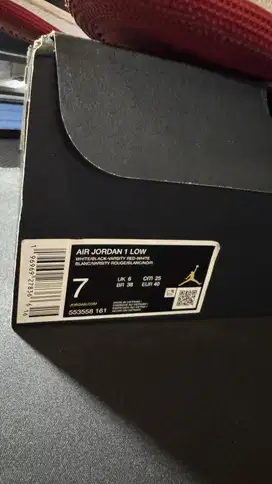 AIR JORDAN 1 LOW
WHITE/BLACK-VARSITY RED-WHITE
BLANC/VARSITY ROUGE/BLANC/NOIR
7
UK 6 CM 25
BR 38 EUR 40
553558 161